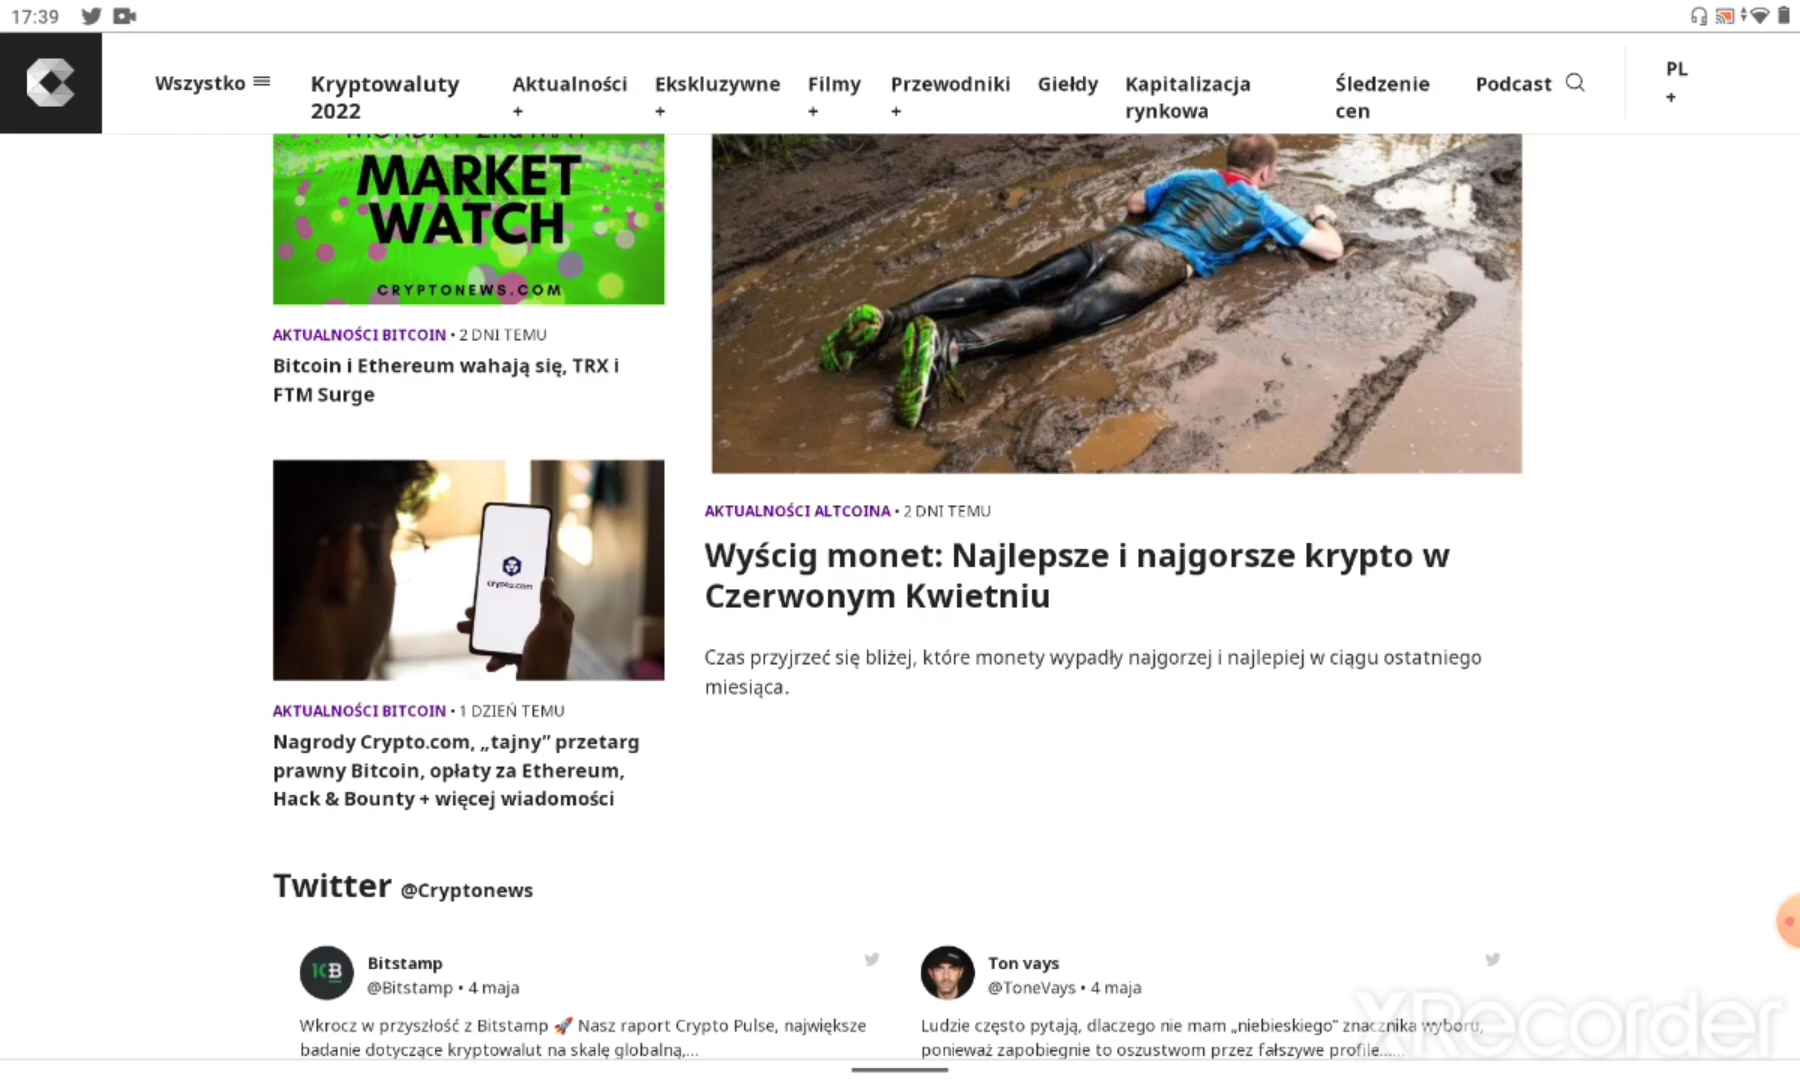 17:39
Wszystko
Kryptowaluty
2022
Aktualności
+
Ekskluzywne
+
Filmy
+
Przewodniki
+
Giełdy
Kapitalizacja
rynkowa
Śledzenie
cen
Podcast
PL
+
MARKET
WATCH
CRYPTONEWS.COM
AKTUALNOŚCI BITCOIN • 2 DNI TEMU
Bitcoin i Ethereum wahają się, TRX i
FTM Surge
crypto.com
AKTUALNOŚCI BITCOIN • 1 DZIEŃ TEMU
Nagrody Crypto.com, „tajny” przetarg
prawny Bitcoin, opłaty za Ethereum,
Hack & Bounty + więcej wiadomości
AKTUALNOŚCI ALTCOINA • 2 DNI TEMU
Wyścig monet: Najlepsze i najgorsze krypto w
Czerwonym Kwietniu
Czas przyjrzeć się bliżej, które monety wypadły najgorzej i najlepiej w ciągu ostatniego
miesiąca.
Twitter @Cryptonews
Bitstamp
@Bitstamp • 4 maja
Wkrocz w przyszłość z Bitstamp 🚀 Nasz raport Crypto Pulse, największe
badanie dotyczące kryptowalut na skalę globalną,...
Ton vays
@ToneVays • 4 maja
Ludzie często pytają, dlaczego nie mam „niebieskiego” znacznika wyboru,
ponieważ zapobiegnie to oszustwom przez fałszywe profile......
XRecorder